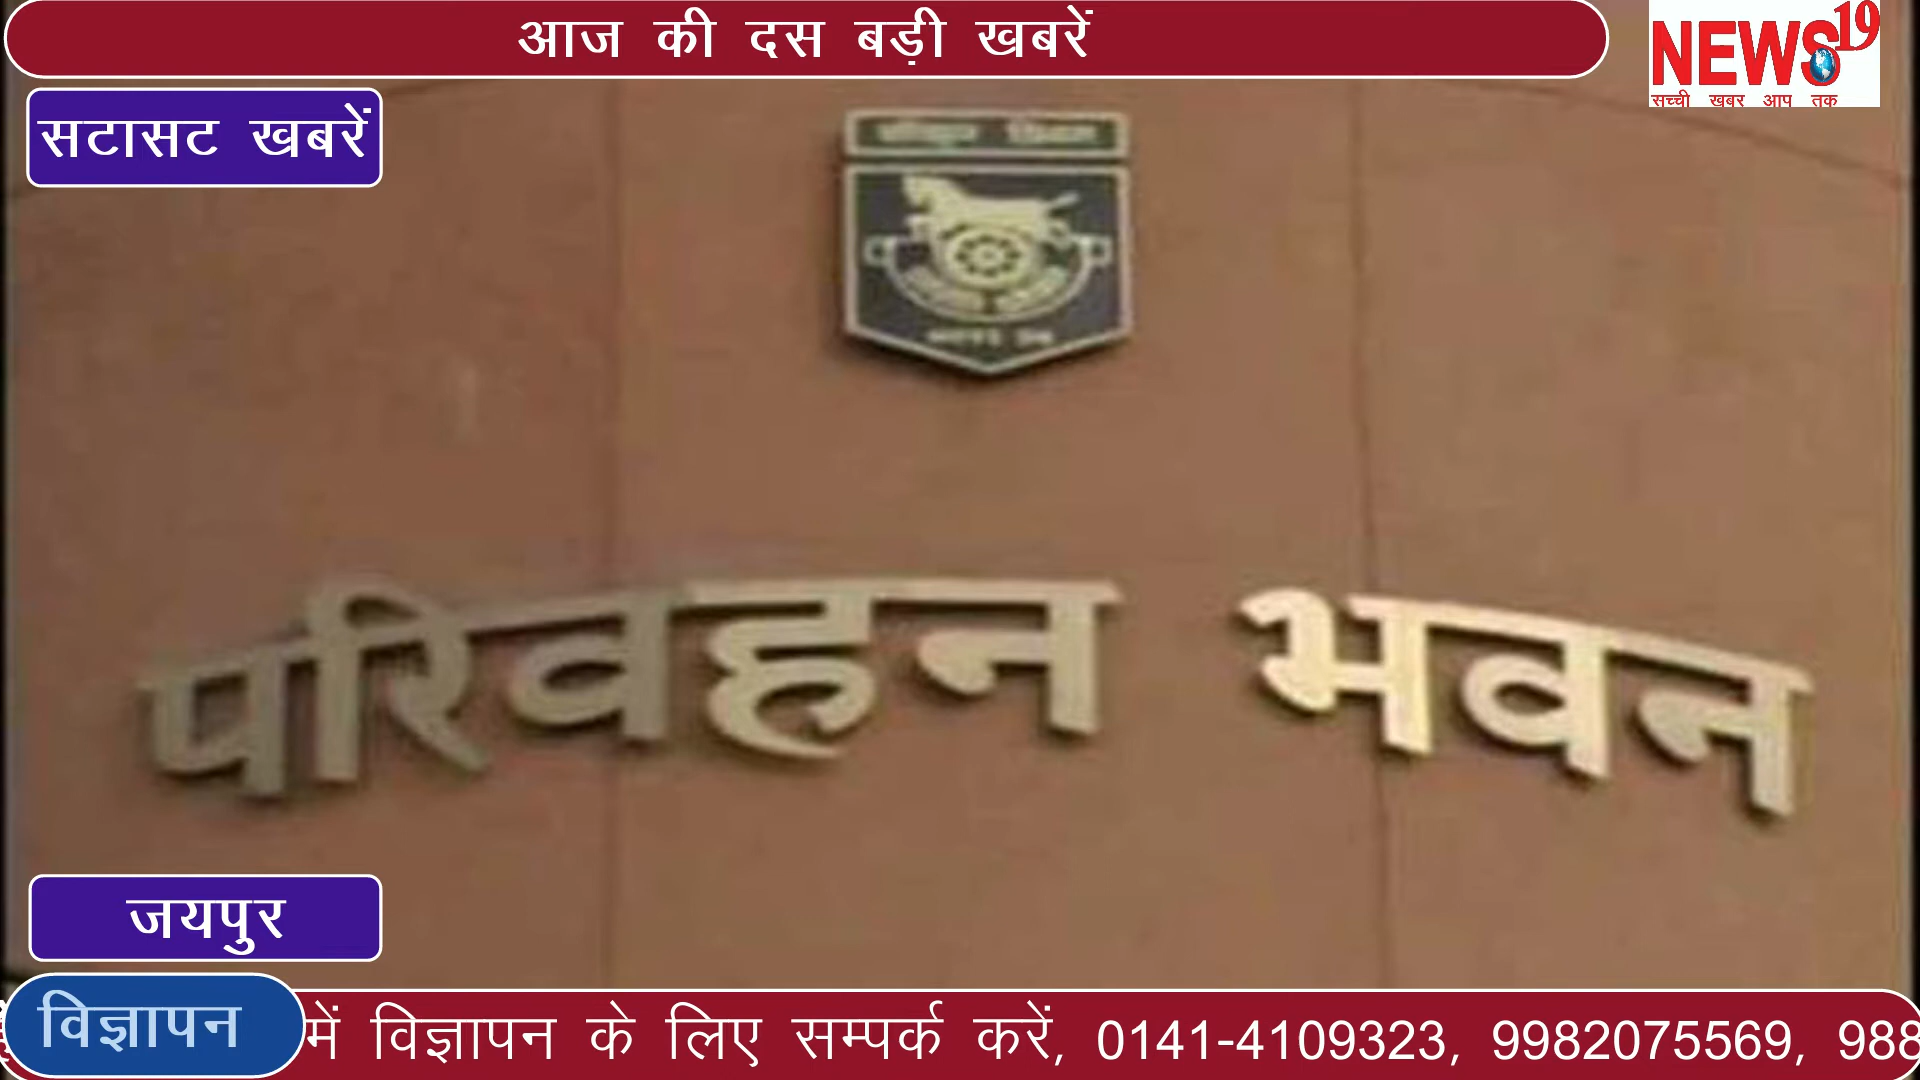 आज की दस बड़ी खबरें
NEWS19
सच्ची खबर आप तक
सटासट खबरें
परिवहन भवन
जयपुर
विज्ञापन
में विज्ञापन के लिए सम्पर्क करें, 0141-4109323, 9982075569, 988